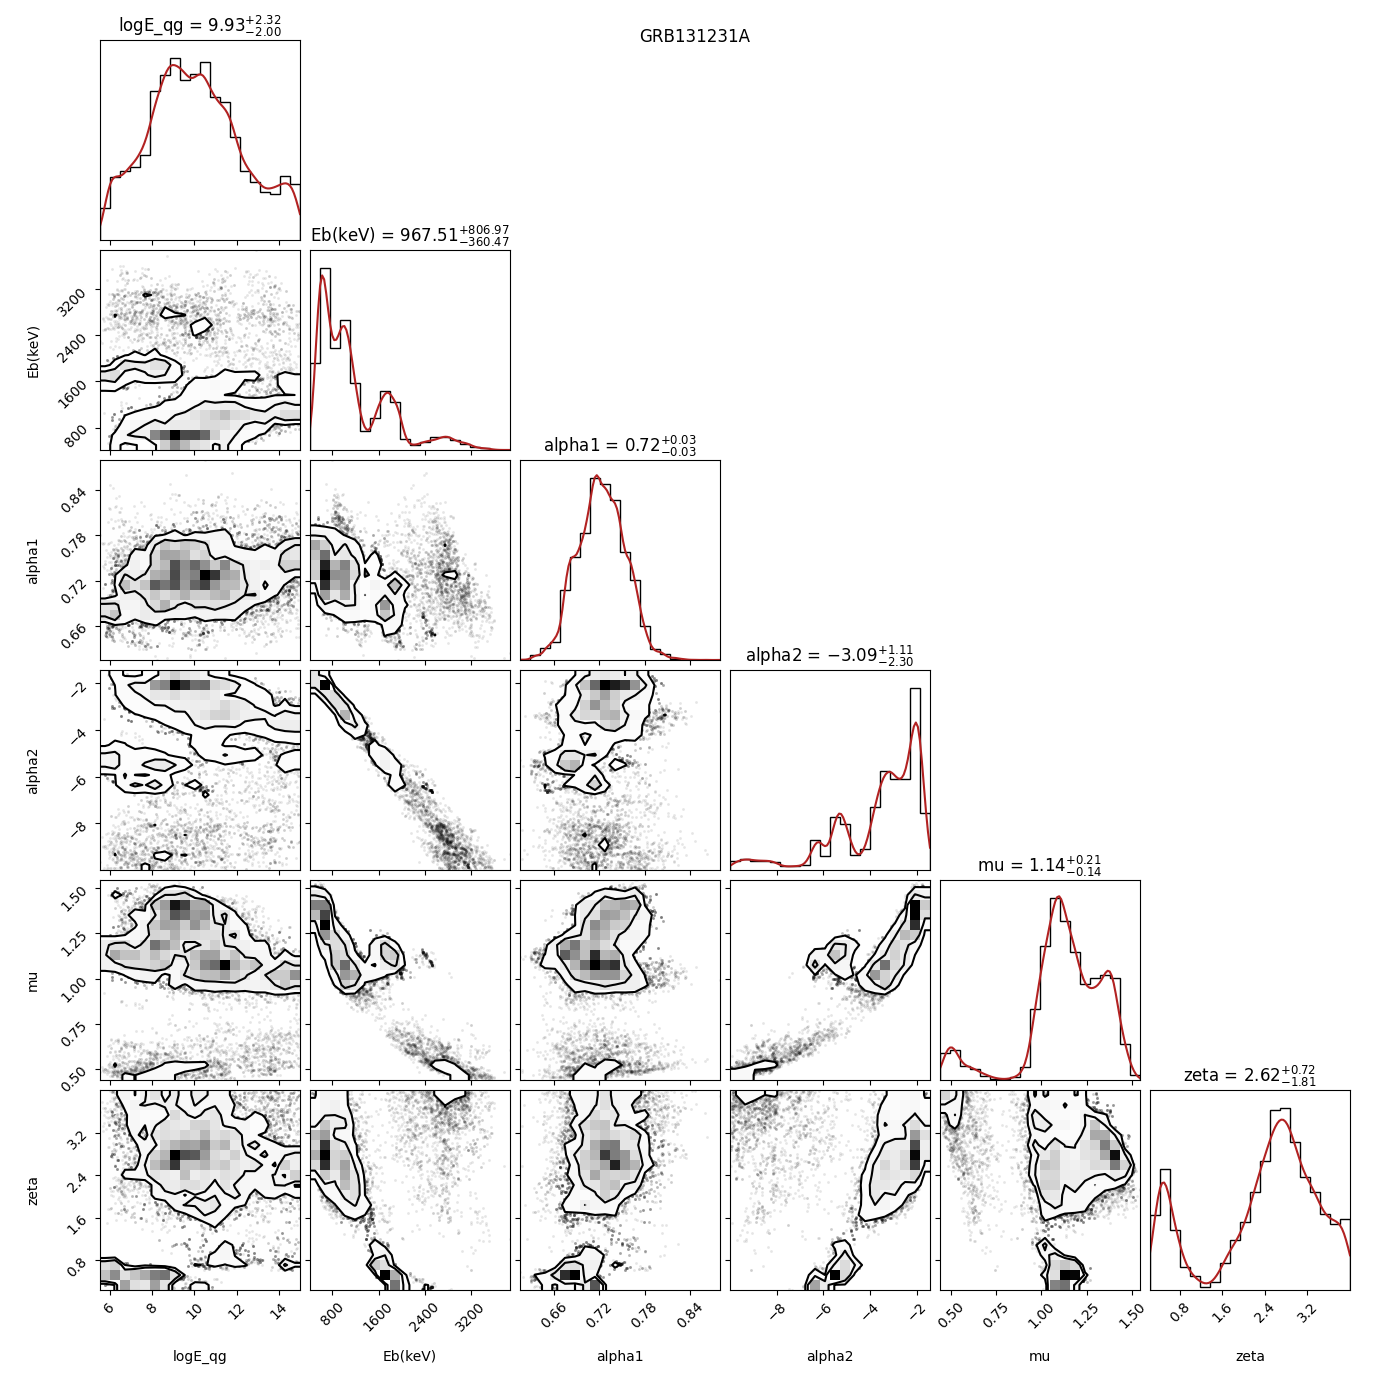 GRB131231A
logE_qg = 9.93+2.32−2.00
Eb(keV) = 967.51+806.97−360.47
Eb(keV)
3200
2400
1600
800
alpha1 = 0.72+0.03−0.03
alpha1
0.84
0.78
0.72
0.66
alpha2 = −3.09+1.11−2.30
alpha2
−2
−4
−6
−8
mu = 1.14+0.21−0.14
mu
1.50
1.25
1.00
0.75
0.50
zeta = 2.62+0.72−1.81
zeta
3.2
2.4
1.6
0.8
6 8 10 12 14 800 1600 2400 3200 0.66 0.72 0.78 0.84 −8 −6 −4 −2 0.50 0.75 1.00 1.25 1.50 0.8 1.6 2.4 3.2
logE_qg Eb(keV) alpha1 alpha2 mu zeta